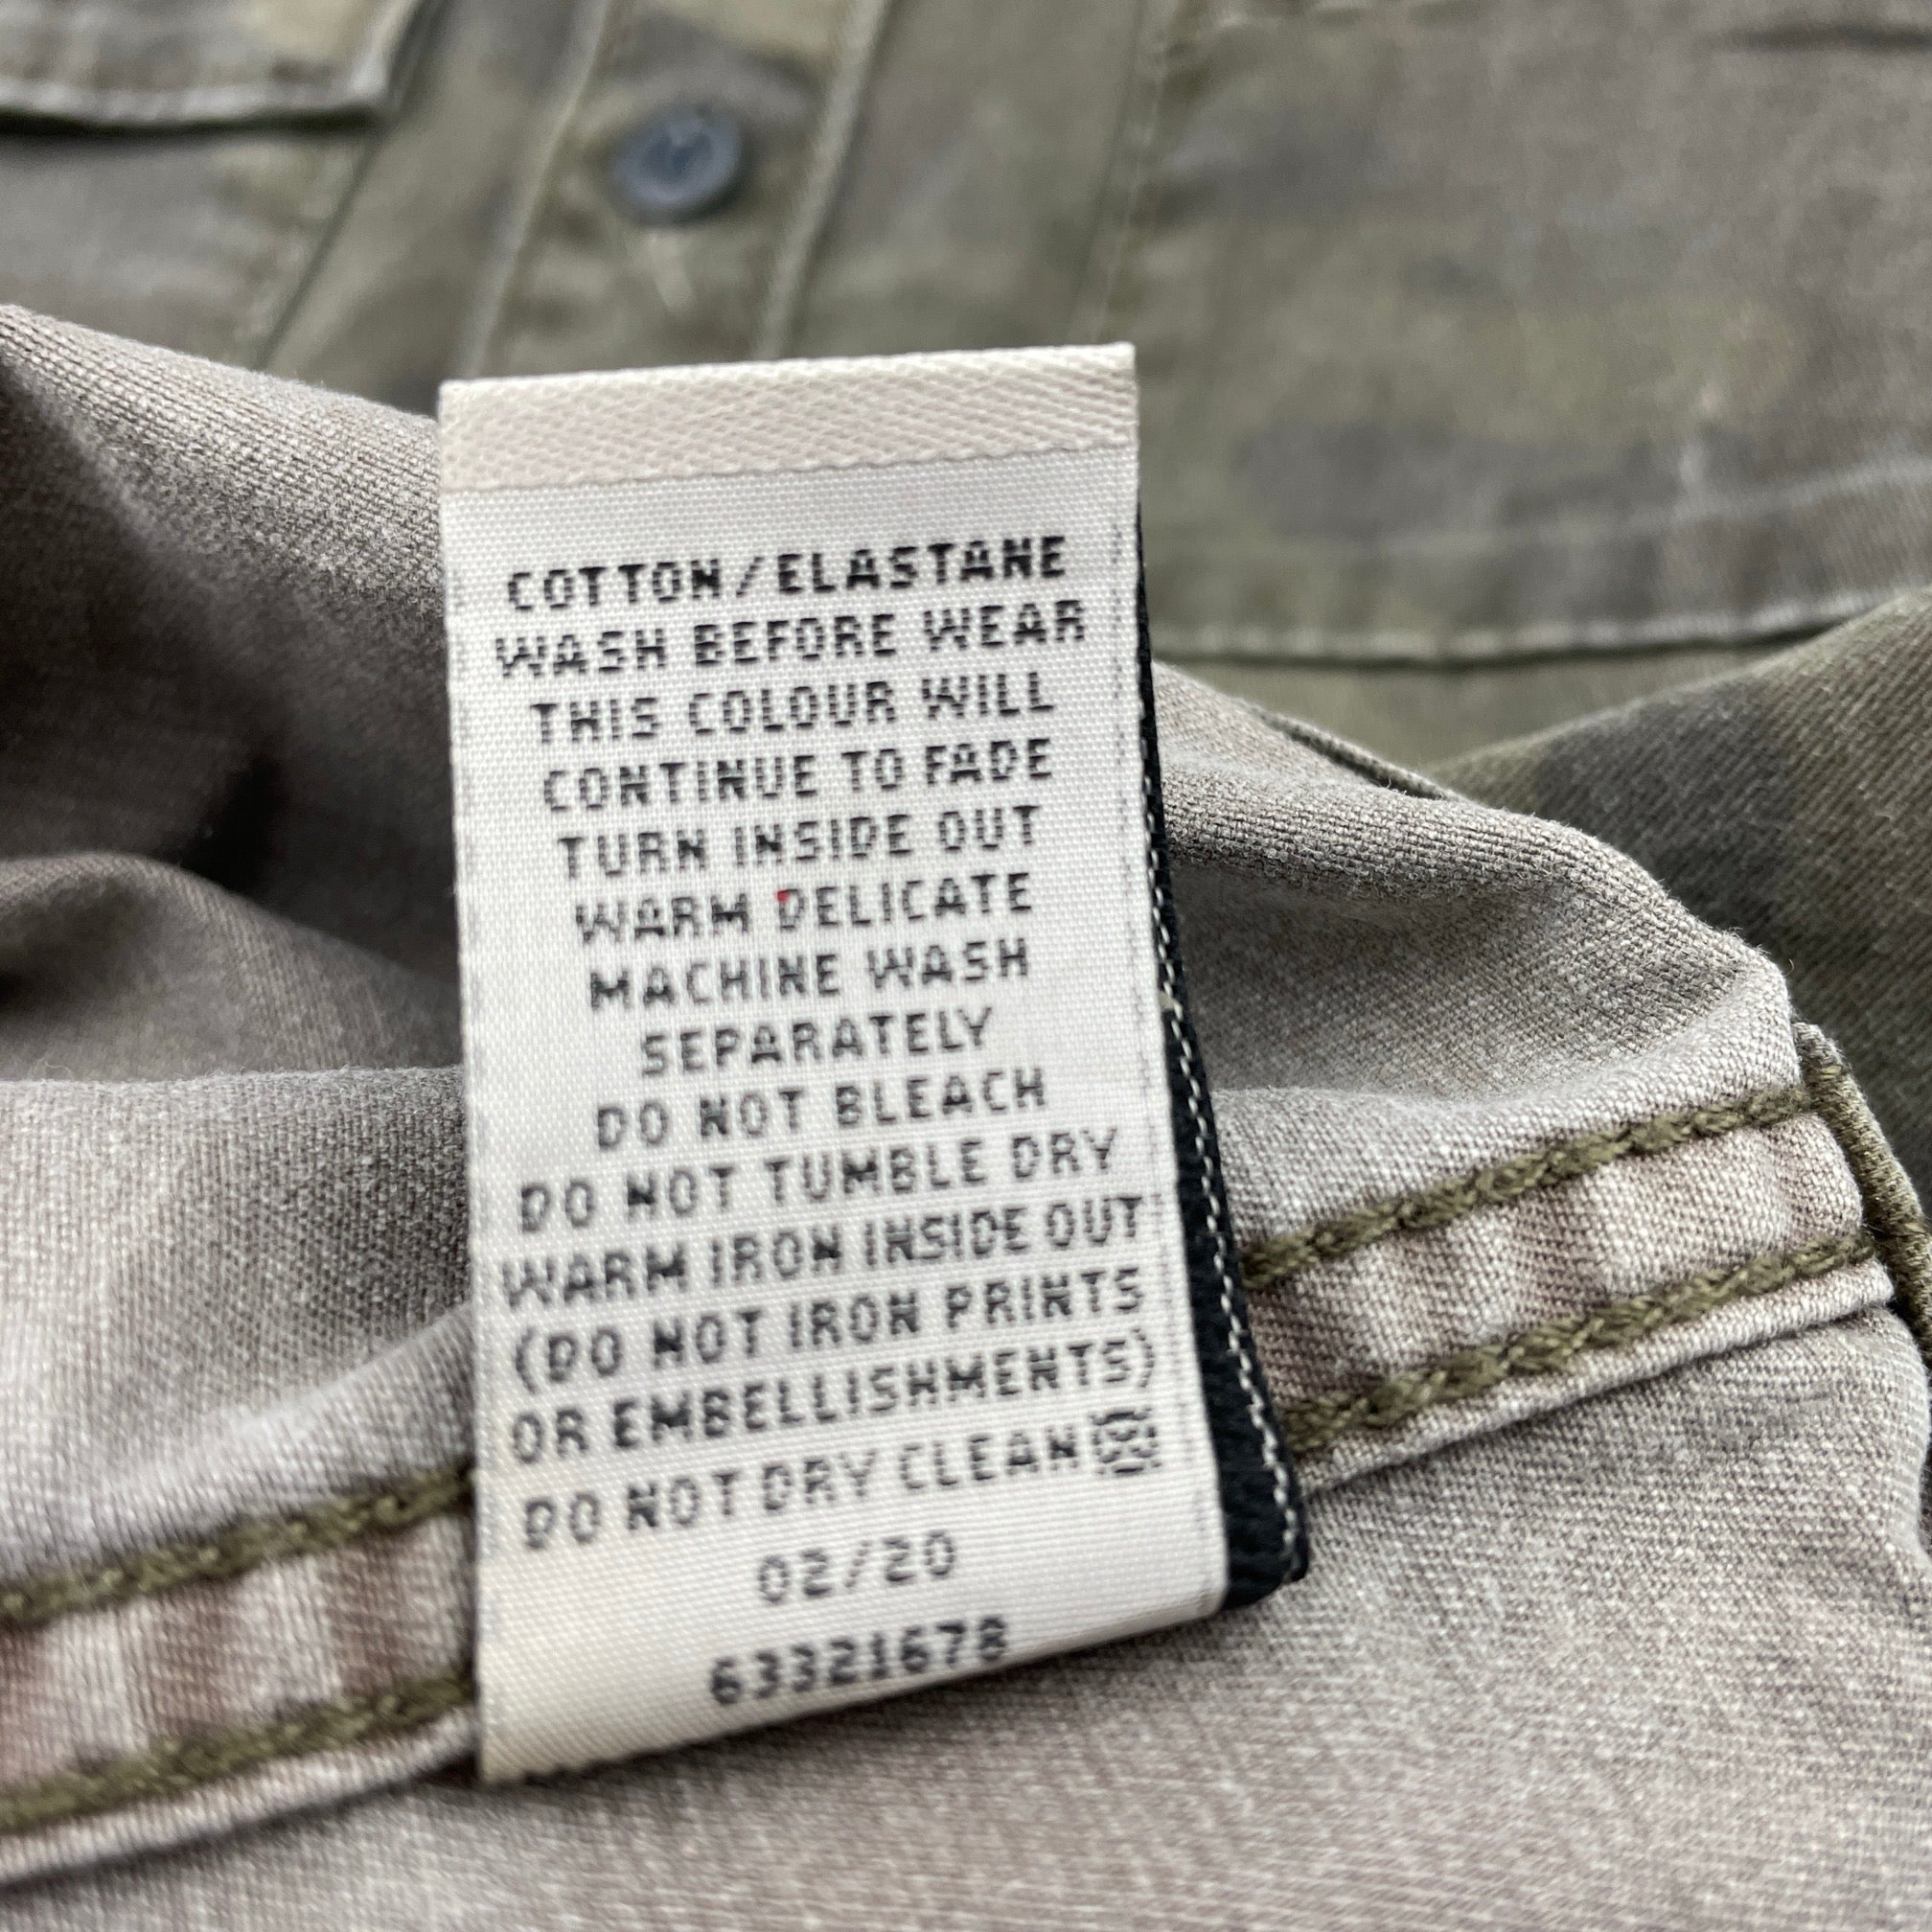 COTTON/ELASTANE
WASH BEFORE WEAR
THIS COLOUR WILL
CONTINUE TO FADE
TURN INSIDE OUT
WARM DELICATE
MACHINE WASH
SEPARATELY
DO NOT BLEACH
DO NOT TUMBLE DRY
WARM IRON INSIDE OUT
(DO NOT IRON PRINTS
OR EMBELLISHMENTS)
DO NOT DRY CLEAN
02/20
63321678